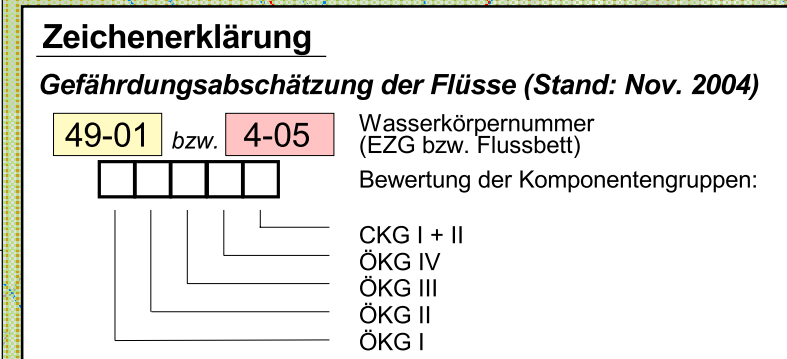 Zeichenerklärung
Gefährdungsabschätzung der Flüsse (Stand: Nov. 2004)
49-01 bzw. 4-05 Wasserkörpernummer
(EZG bzw. Flussbett)
Bewertung der Komponentengruppen:
CKG I + II
ÖKG IV
ÖKG III
ÖKG II
ÖKG I